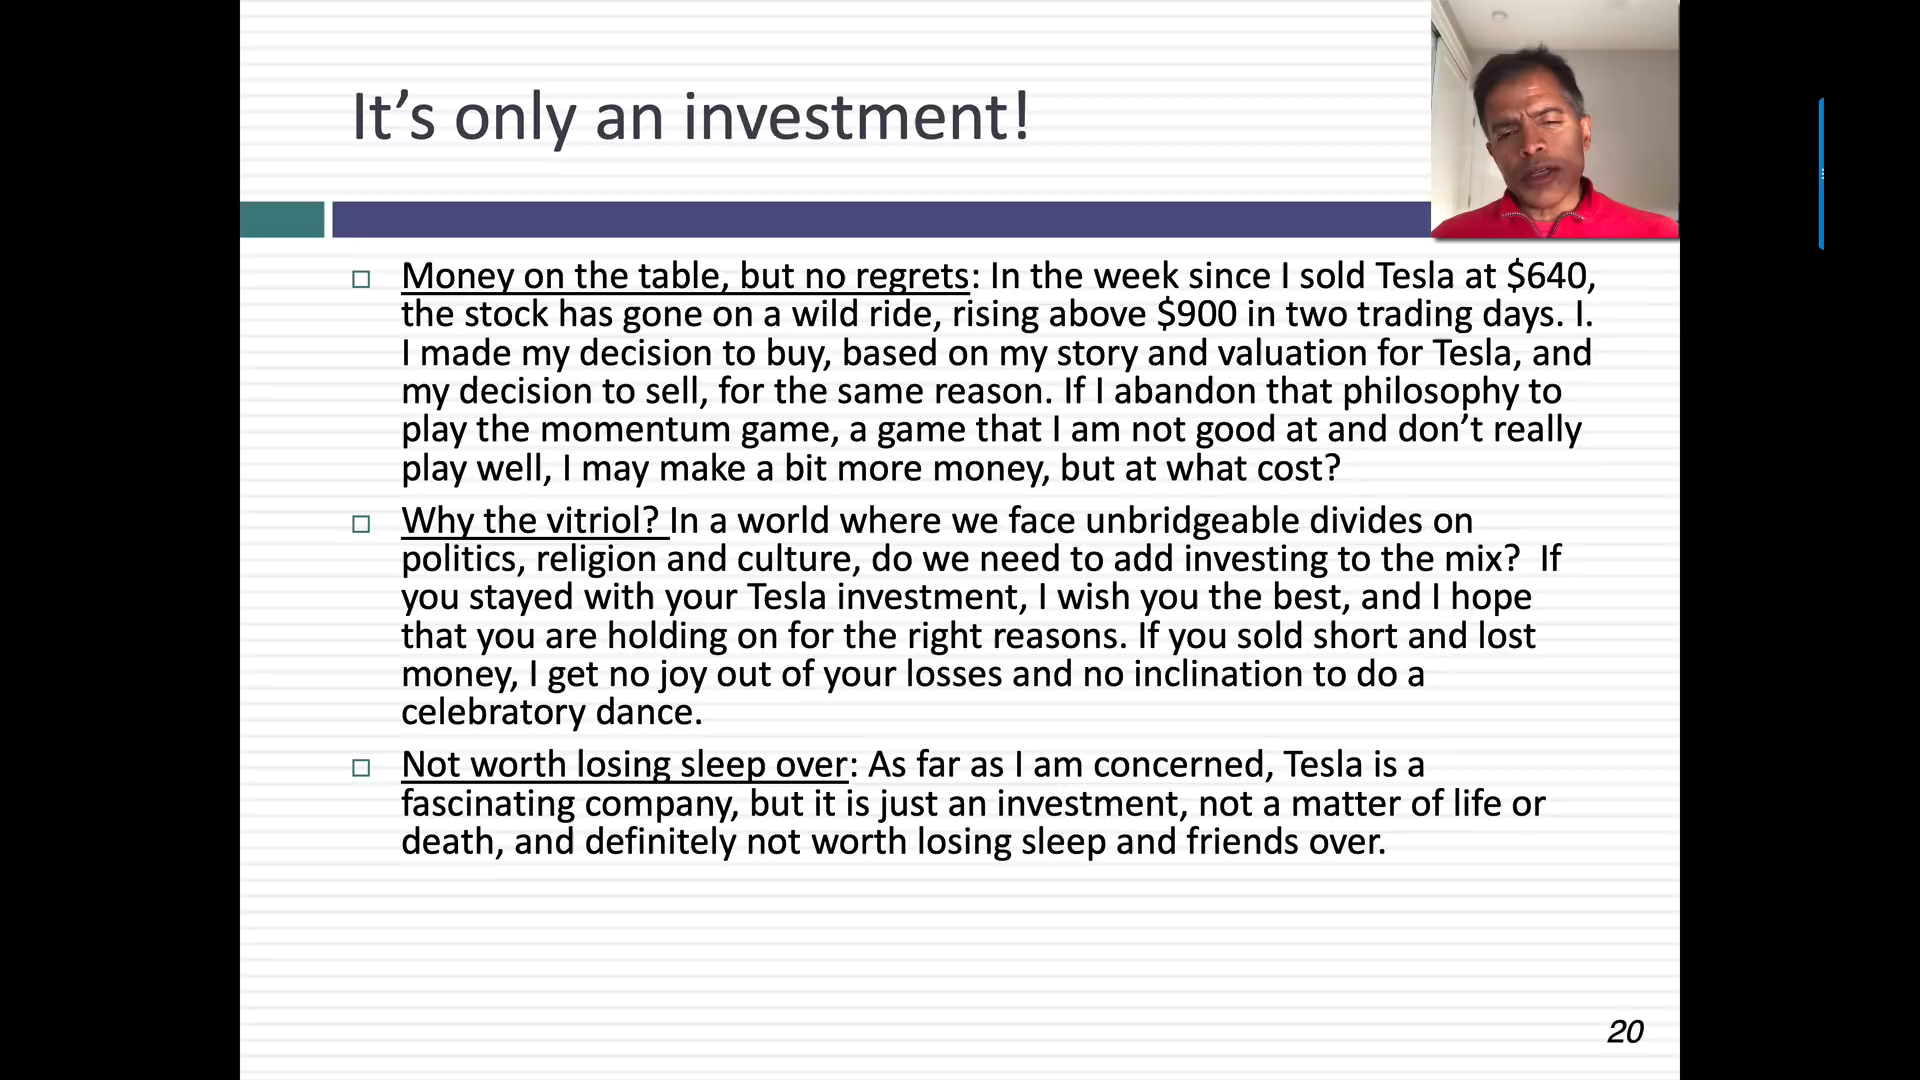 It’s only an investment!
Money on the table, but no regrets: In the week since I sold Tesla at $640,
the stock has gone on a wild ride, rising above $900 in two trading days. I.
I made my decision to buy, based on my story and valuation for Tesla, and
my decision to sell, for the same reason. If I abandon that philosophy to
play the momentum game, a game that I am not good at and don’t really
play well, I may make a bit more money, but at what cost?
Why the vitriol? In a world where we face unbridgeable divides on
politics, religion and culture, do we need to add investing to the mix?  If
you stayed with your Tesla investment, I wish you the best, and I hope
that you are holding on for the right reasons. If you sold short and lost
money, I get no joy out of your losses and no inclination to do a
celebratory dance.
Not worth losing sleep over: As far as I am concerned, Tesla is a
fascinating company, but it is just an investment, not a matter of life or
death, and definitely not worth losing sleep and friends over.
20